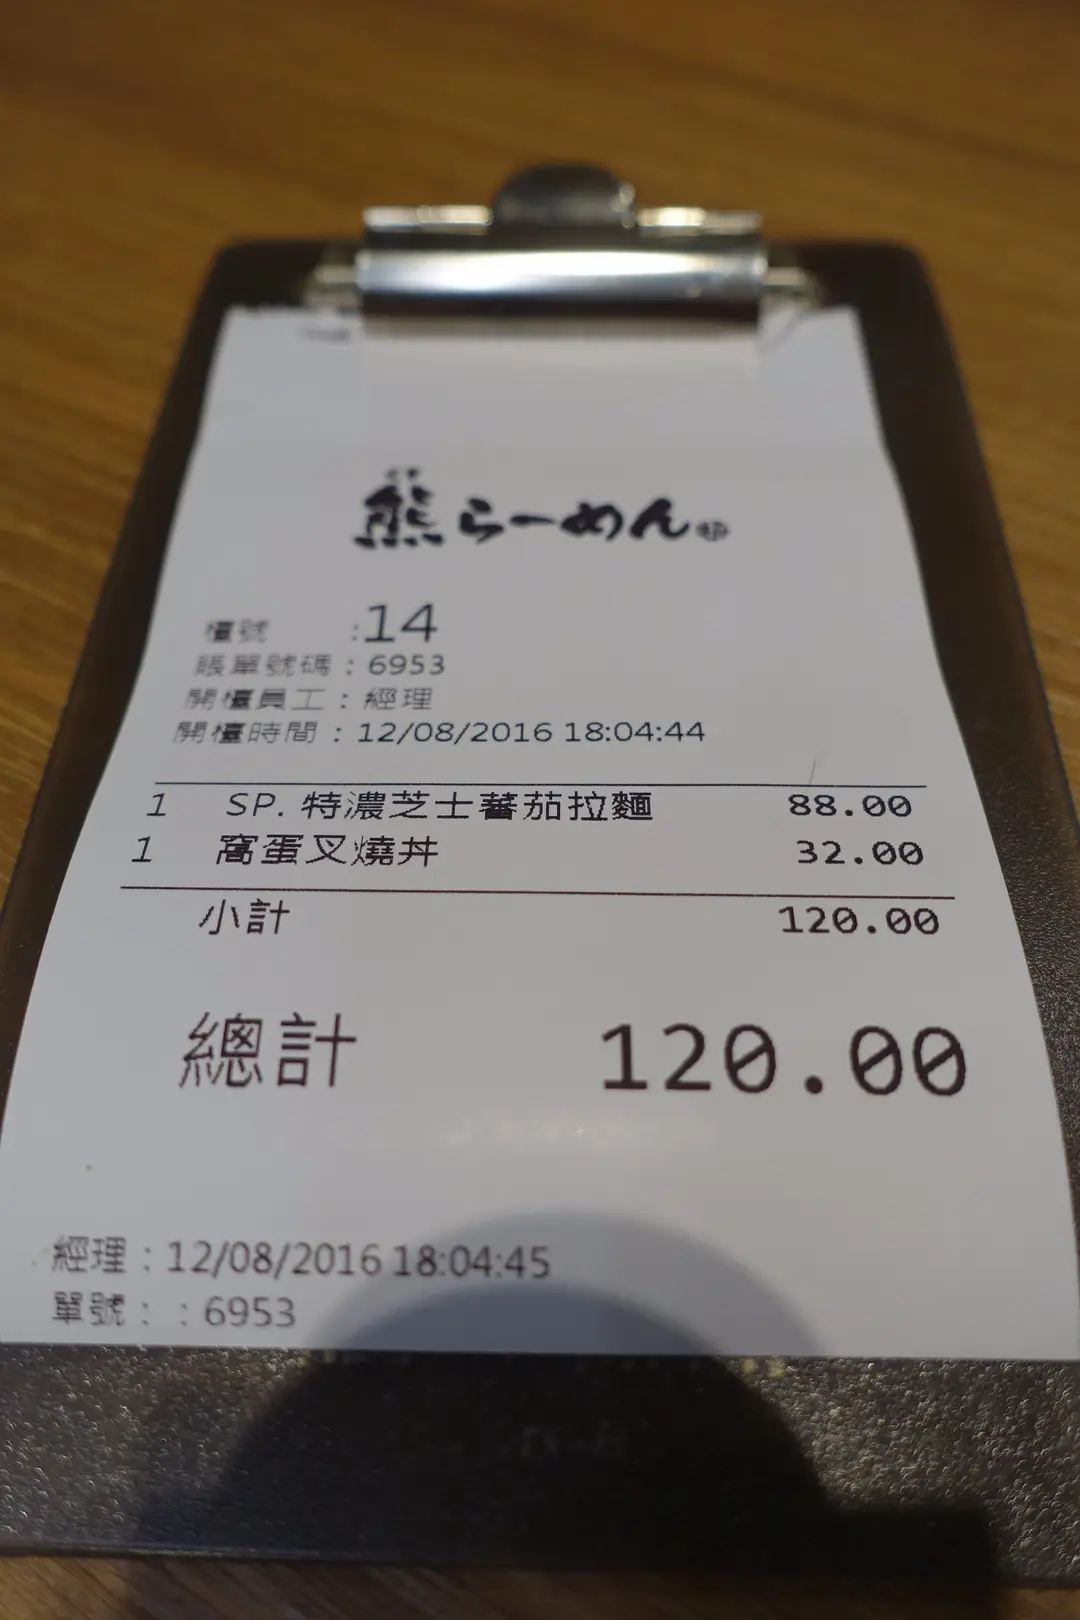 熊らーめん
檯號 :14
賬單號碼 : 6953
開檯員工 : 經理
開檯時間 : 12/08/2016 18:04:44
1 SP. 特濃芝士蕃茄拉麵 88.00
1 窩蛋叉燒丼 32.00
小計 120.00
總計 120.00
經理 : 12/08/2016 18:04:45
單號 : : 6953